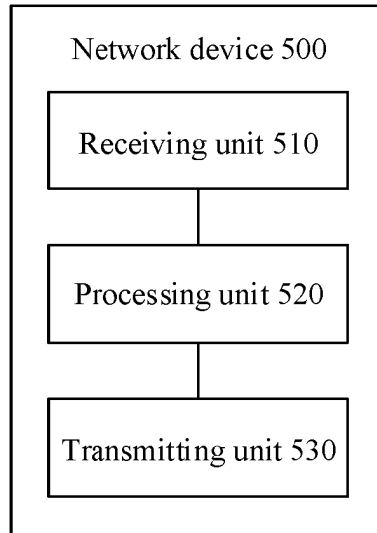 Network device 500
Receiving unit 510
Processing unit 520
Transmitting unit 530